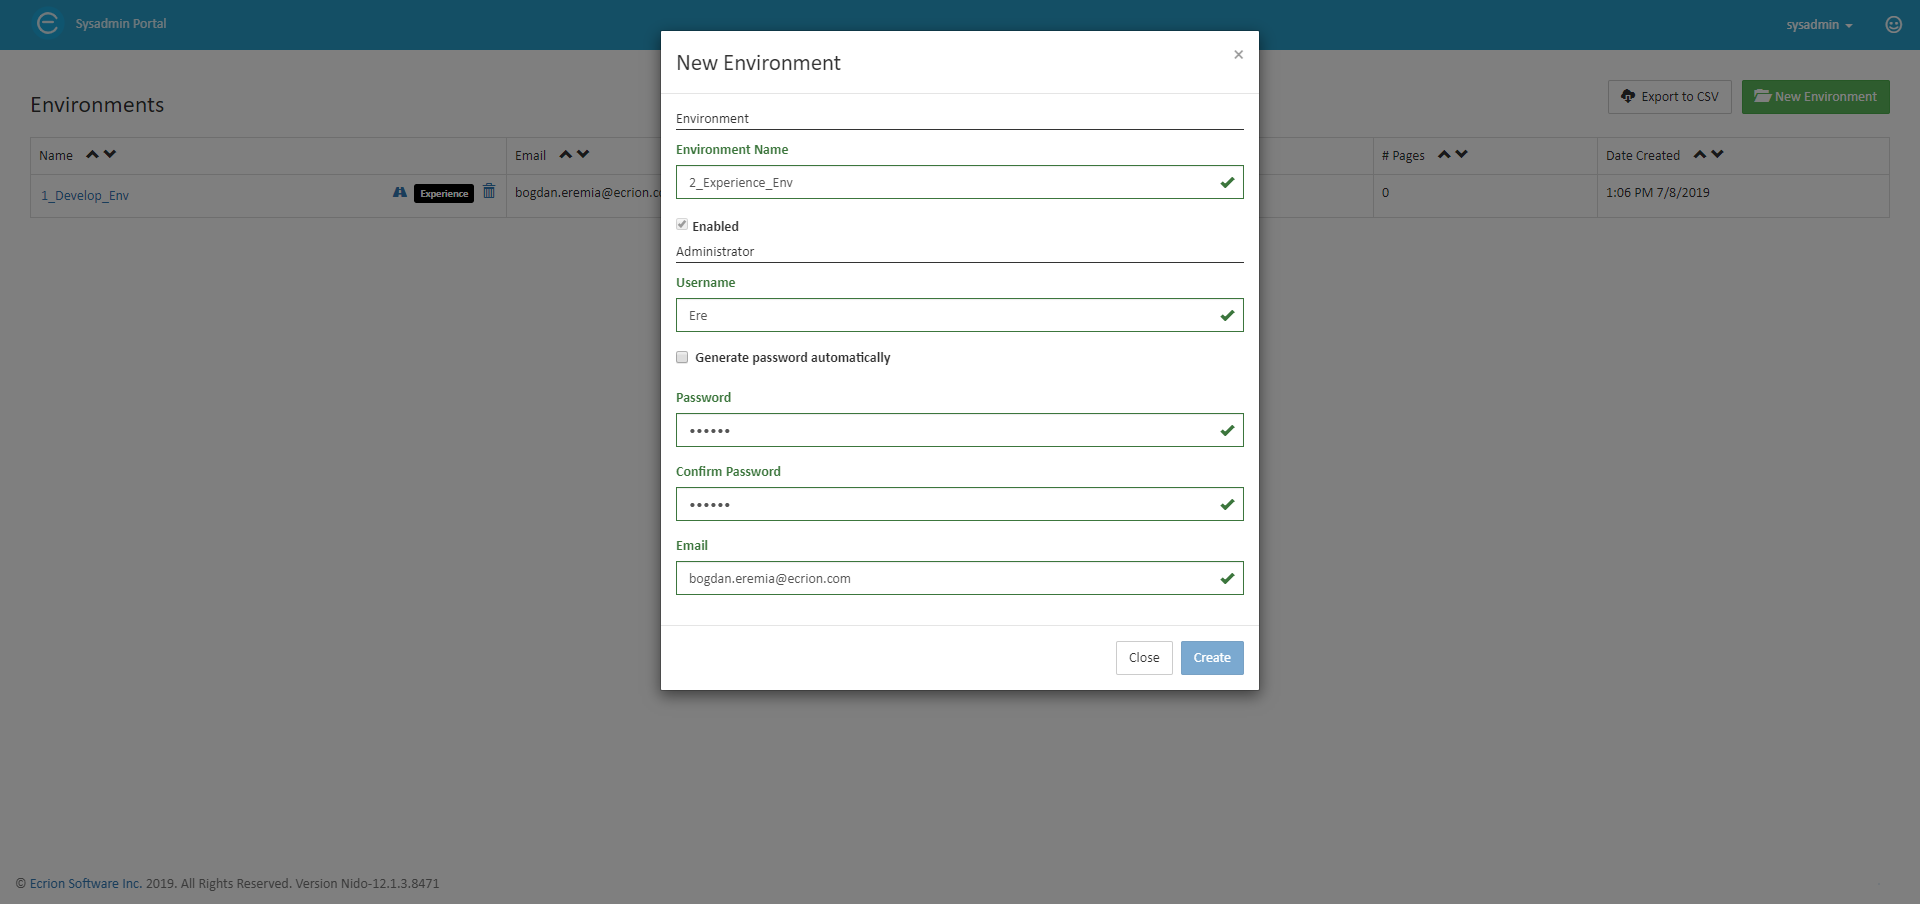 Sysadmin Portal
sysadmin
Environments
Export to CSV
New Environment
Name
Email
# Pages
Date Created
1_Develop_Env
Experience
bogdan.eremia@ecrion.c
0
1:06 PM 7/8/2019
New Environment
×
Environment
Environment Name
2_Experience_Env
Enabled
Administrator
Username
Ere
Generate password automatically
Password
••••••
Confirm Password
••••••
Email
bogdan.eremia@ecrion.com
Close
Create
© Ecrion Software Inc. 2019. All Rights Reserved. Version Nido-12.1.3.8471